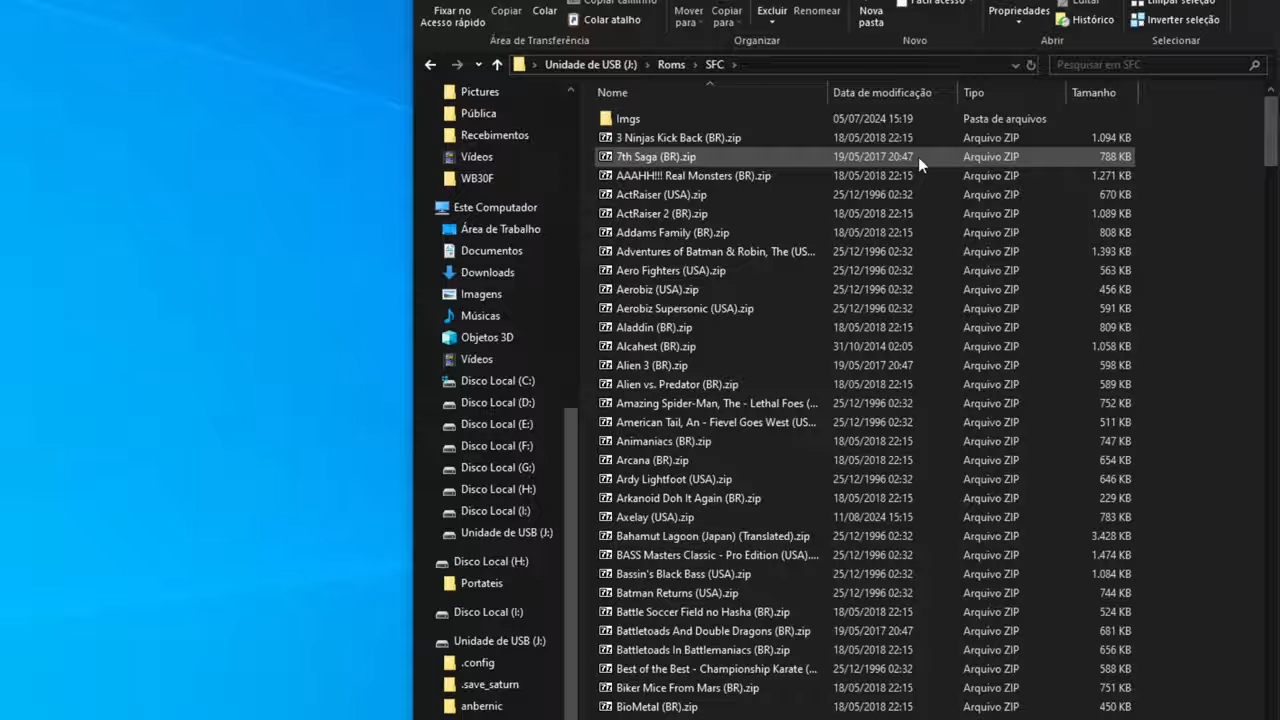 Fixar no Acesso rápido
Copiar
Colar
Copiar caminho
Colar atalho
Mover para
Copiar para
Excluir
Renomear
Nova pasta
Fácil acesso
Propriedades
Editar
Histórico
Limpar seleção
Inverter seleção
Área de Transferência
Organizar
Novo
Abrir
Selecionar
Unidade de USB (J:) › Roms › SFC ›
Pesquisar em SFC
Pictures
Pública
Recebimentos
Vídeos
WB30F
Este Computador
Área de Trabalho
Documentos
Downloads
Imagens
Músicas
Objetos 3D
Vídeos
Disco Local (C:)
Disco Local (D:)
Disco Local (E:)
Disco Local (F:)
Disco Local (G:)
Disco Local (H:)
Disco Local (I:)
Unidade de USB (J:)
Disco Local (H:)
Portateis
Disco Local (I:)
Unidade de USB (J:)
.config
.save_saturn
anbernic
Nome Data de modificação Tipo Tamanho
Imgs 05/07/2024 15:19 Pasta de arquivos
3 Ninjas Kick Back (BR).zip 18/05/2018 22:15 Arquivo ZIP 1.094 KB
7th Saga (BR).zip 19/05/2017 20:47 Arquivo ZIP 788 KB
AAAHH!!! Real Monsters (BR).zip 18/05/2018 22:15 Arquivo ZIP 1.271 KB
ActRaiser (USA).zip 25/12/1996 02:32 Arquivo ZIP 670 KB
ActRaiser 2 (BR).zip 18/05/2018 22:15 Arquivo ZIP 1.089 KB
Addams Family (BR).zip 18/05/2018 22:15 Arquivo ZIP 808 KB
Adventures of Batman & Robin, The (US... 25/12/1996 02:32 Arquivo ZIP 1.393 KB
Aero Fighters (USA).zip 25/12/1996 02:32 Arquivo ZIP 563 KB
Aerobiz (USA).zip 25/12/1996 02:32 Arquivo ZIP 456 KB
Aerobiz Supersonic (USA).zip 25/12/1996 02:32 Arquivo ZIP 591 KB
Aladdin (BR).zip 18/05/2018 22:15 Arquivo ZIP 809 KB
Alcahest (BR).zip 31/10/2014 02:05 Arquivo ZIP 1.058 KB
Alien 3 (BR).zip 19/05/2017 20:47 Arquivo ZIP 598 KB
Alien vs. Predator (BR).zip 18/05/2018 22:15 Arquivo ZIP 589 KB
Amazing Spider-Man, The - Lethal Foes (... 25/12/1996 02:32 Arquivo ZIP 752 KB
American Tail, An - Fievel Goes West (US... 25/12/1996 02:32 Arquivo ZIP 511 KB
Animaniacs (BR).zip 18/05/2018 22:15 Arquivo ZIP 747 KB
Arcana (BR).zip 18/05/2018 22:15 Arquivo ZIP 654 KB
Ardy Lightfoot (USA).zip 25/12/1996 02:32 Arquivo ZIP 646 KB
Arkanoid Doh It Again (BR).zip 18/05/2018 22:15 Arquivo ZIP 229 KB
Axelay (USA).zip 11/08/2024 15:15 Arquivo ZIP 783 KB
Bahamut Lagoon (Japan) (Translated).zip 25/12/1996 02:32 Arquivo ZIP 3.428 KB
BASS Masters Classic - Pro Edition (USA).... 25/12/1996 02:32 Arquivo ZIP 1.474 KB
Bassin's Black Bass (USA).zip 25/12/1996 02:32 Arquivo ZIP 1.084 KB
Batman Returns (USA).zip 25/12/1996 02:32 Arquivo ZIP 744 KB
Battle Soccer Field no Hasha (BR).zip 18/05/2018 22:15 Arquivo ZIP 524 KB
Battletoads And Double Dragons (BR).zip 19/05/2017 20:47 Arquivo ZIP 681 KB
Battletoads In Battlemaniacs (BR).zip 18/05/2018 22:15 Arquivo ZIP 656 KB
Best of the Best - Championship Karate (... 25/12/1996 02:32 Arquivo ZIP 588 KB
Biker Mice From Mars (BR).zip 18/05/2018 22:15 Arquivo ZIP 751 KB
BioMetal (BR).zip 18/05/2018 22:15 Arquivo ZIP 450 KB